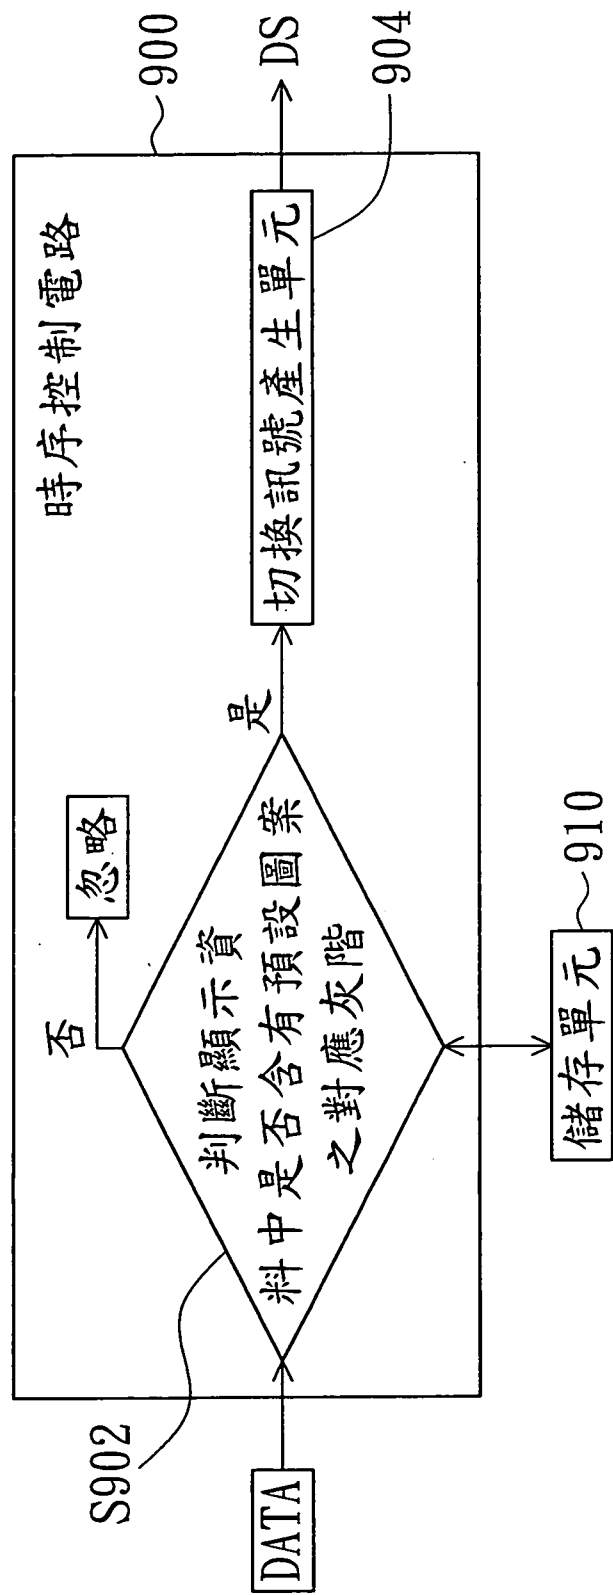 時序控制電路
900
DATA
S902
判斷顯示資
料中是否含有預設圖案
之對應灰階
否
忽略
是
切換訊號產生單元
904
DS
儲存單元
910